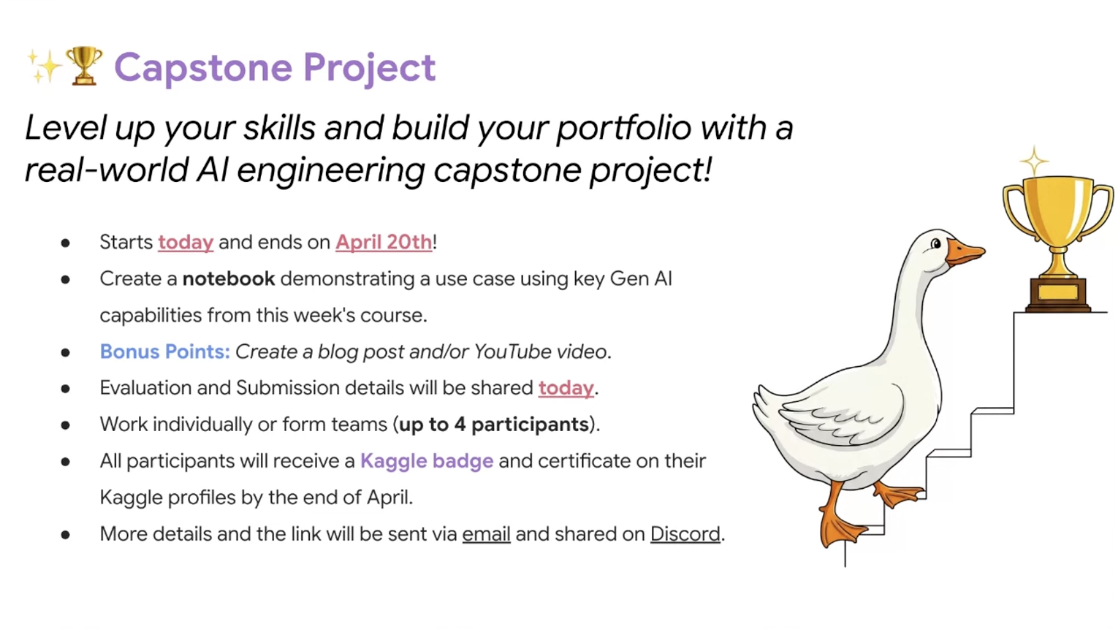 Capstone Project
Level up your skills and build your portfolio with a
real-world AI engineering capstone project!
● Starts today and ends on April 20th!
● Create a notebook demonstrating a use case using key Gen AI
capabilities from this week's course.
● Bonus Points: Create a blog post and/or YouTube video.
● Evaluation and Submission details will be shared today.
● Work individually or form teams (up to 4 participants).
● All participants will receive a Kaggle badge and certificate on their
Kaggle profiles by the end of April.
● More details and the link will be sent via email and shared on Discord.